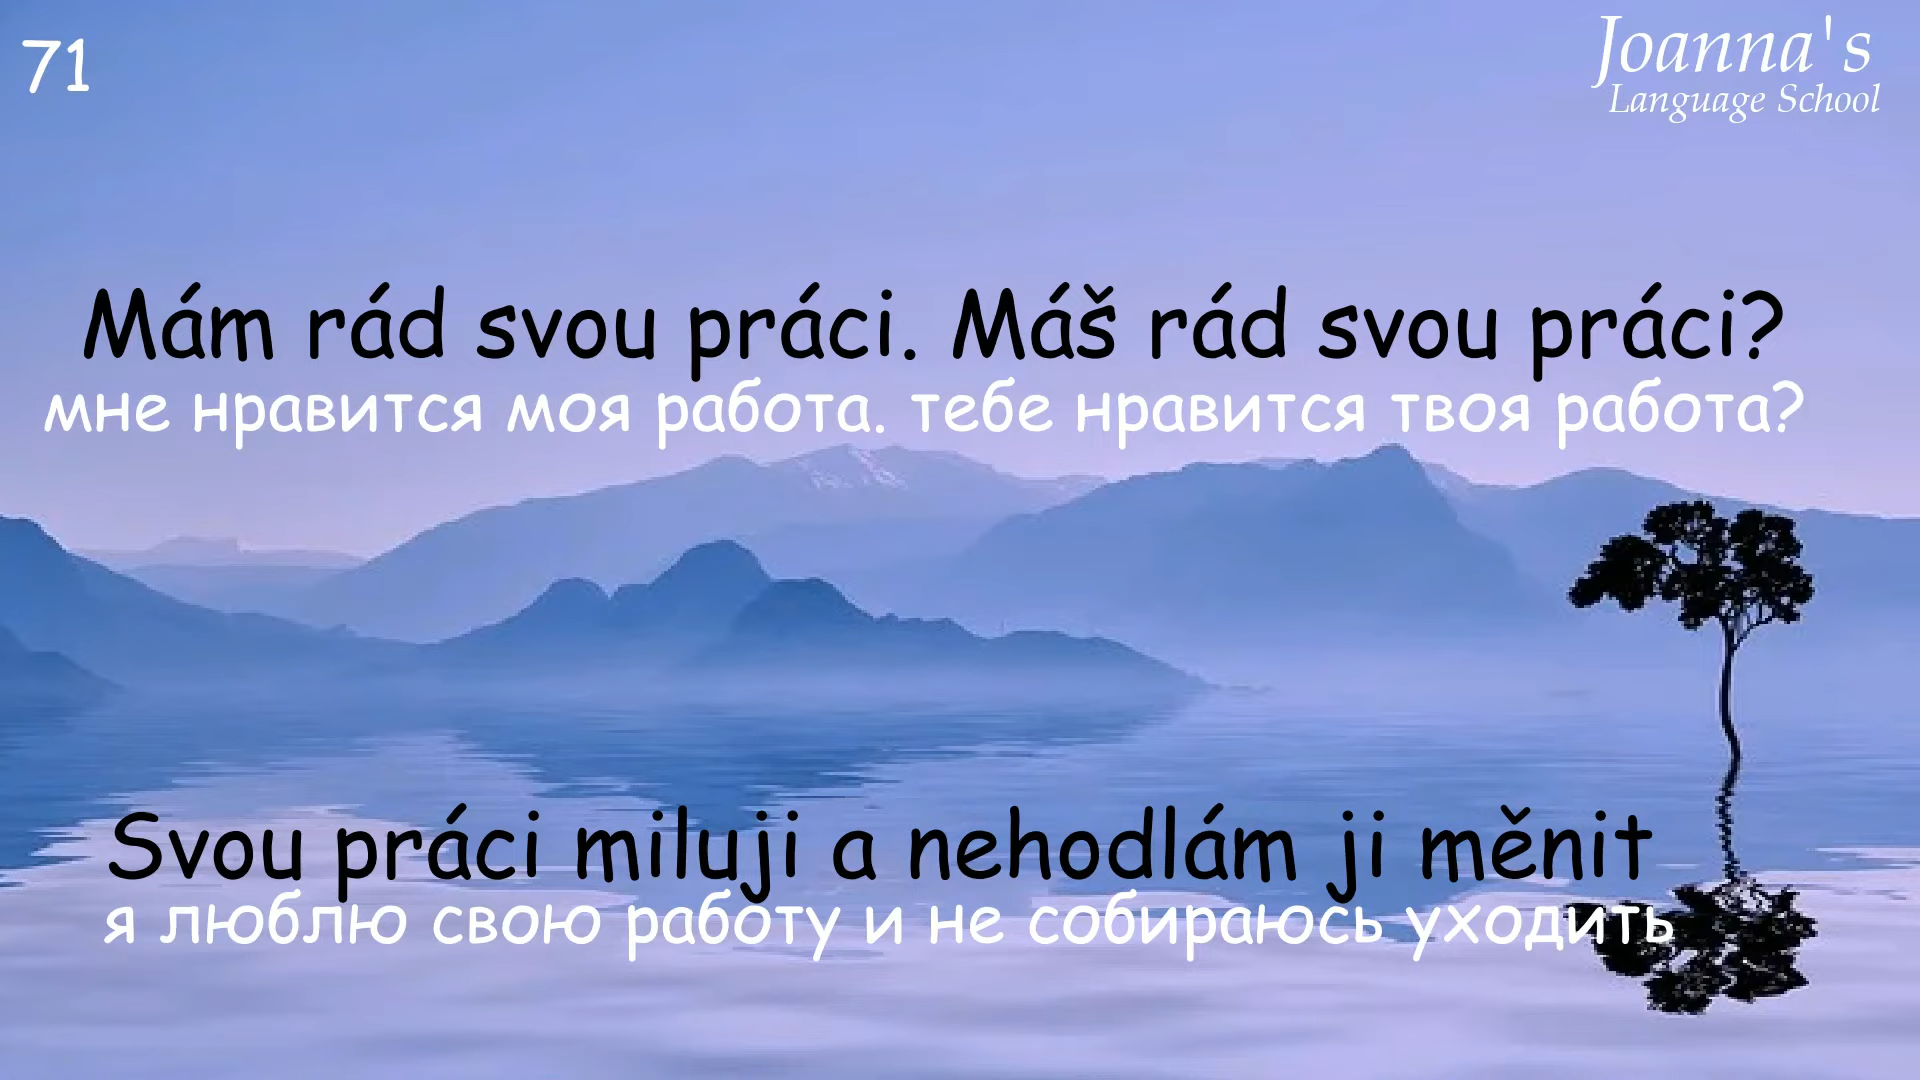 71
Joanna's
Language School
Mám rád svou práci. Máš rád svou práci?
мне нравится моя работа. тебе нравится твоя работа?
Svou práci miluji a nehodlám ji měnit
я люблю свою работу и не собираюсь уходить